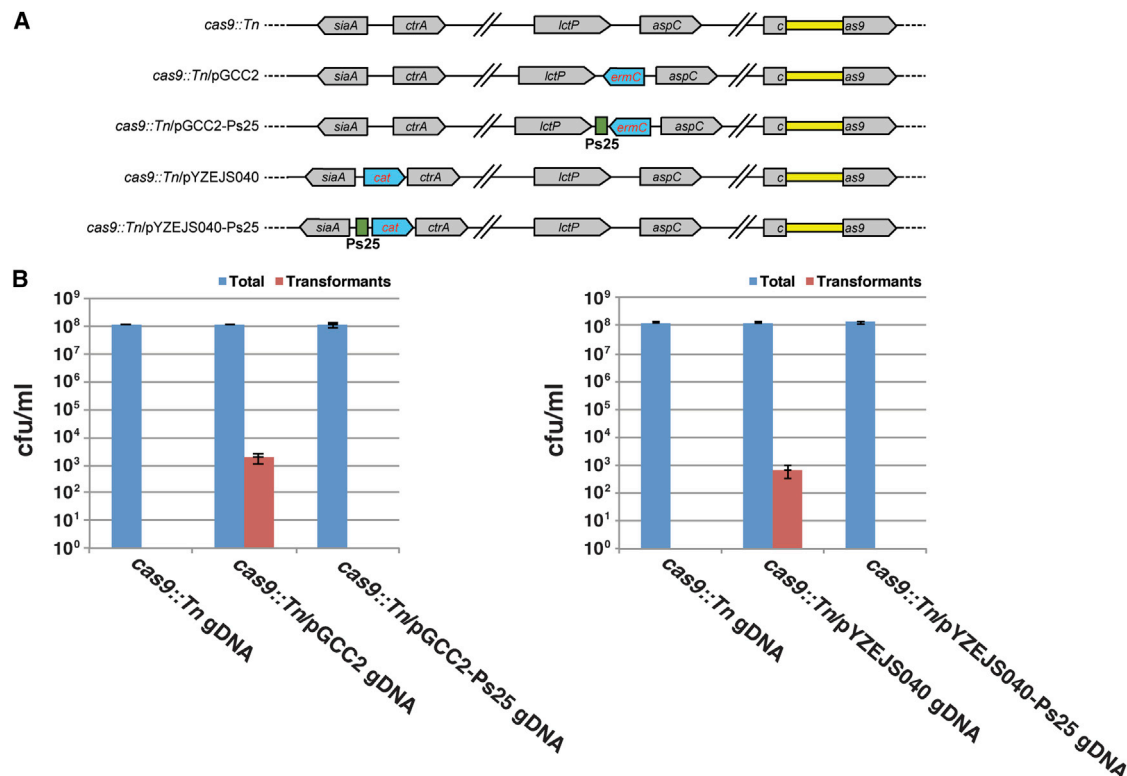 A
cas9::Tn siaA ctrA lctP aspC c as9
cas9::Tn/pGCC2 siaA ctrA lctP ermC aspC c as9
cas9::Tn/pGCC2-Ps25 siaA ctrA lctP ermC aspC c as9
Ps25
cas9::Tn/pYZEJS040 siaA cat ctrA lctP aspC c as9
cas9::Tn/pYZEJS040-Ps25 siaA cat ctrA lctP aspC c as9
Ps25
B
Total Transformants
cfu/ml
10⁹
10⁸
10⁷
10⁶
10⁵
10⁴
10³
10²
10¹
10⁰
cas9::Tn gDNA
cas9::Tn/pGCC2 gDNA
cas9::Tn/pGCC2-Ps25 gDNA
Total Transformants
cfu/ml
10⁹
10⁸
10⁷
10⁶
10⁵
10⁴
10³
10²
10¹
10⁰
cas9::Tn gDNA
cas9::Tn/pYZEJS040 gDNA
cas9::Tn/pYZEJS040-Ps25 gDNA